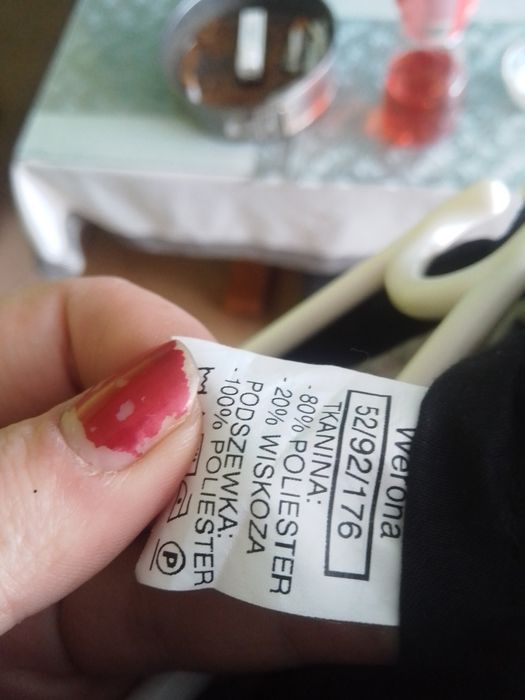 Werona
52/92/176
TKANINA:
- 80% POLIESTER
- 20% WISKOZA
PODSZEWKA:
- 100% POLIESTER
P